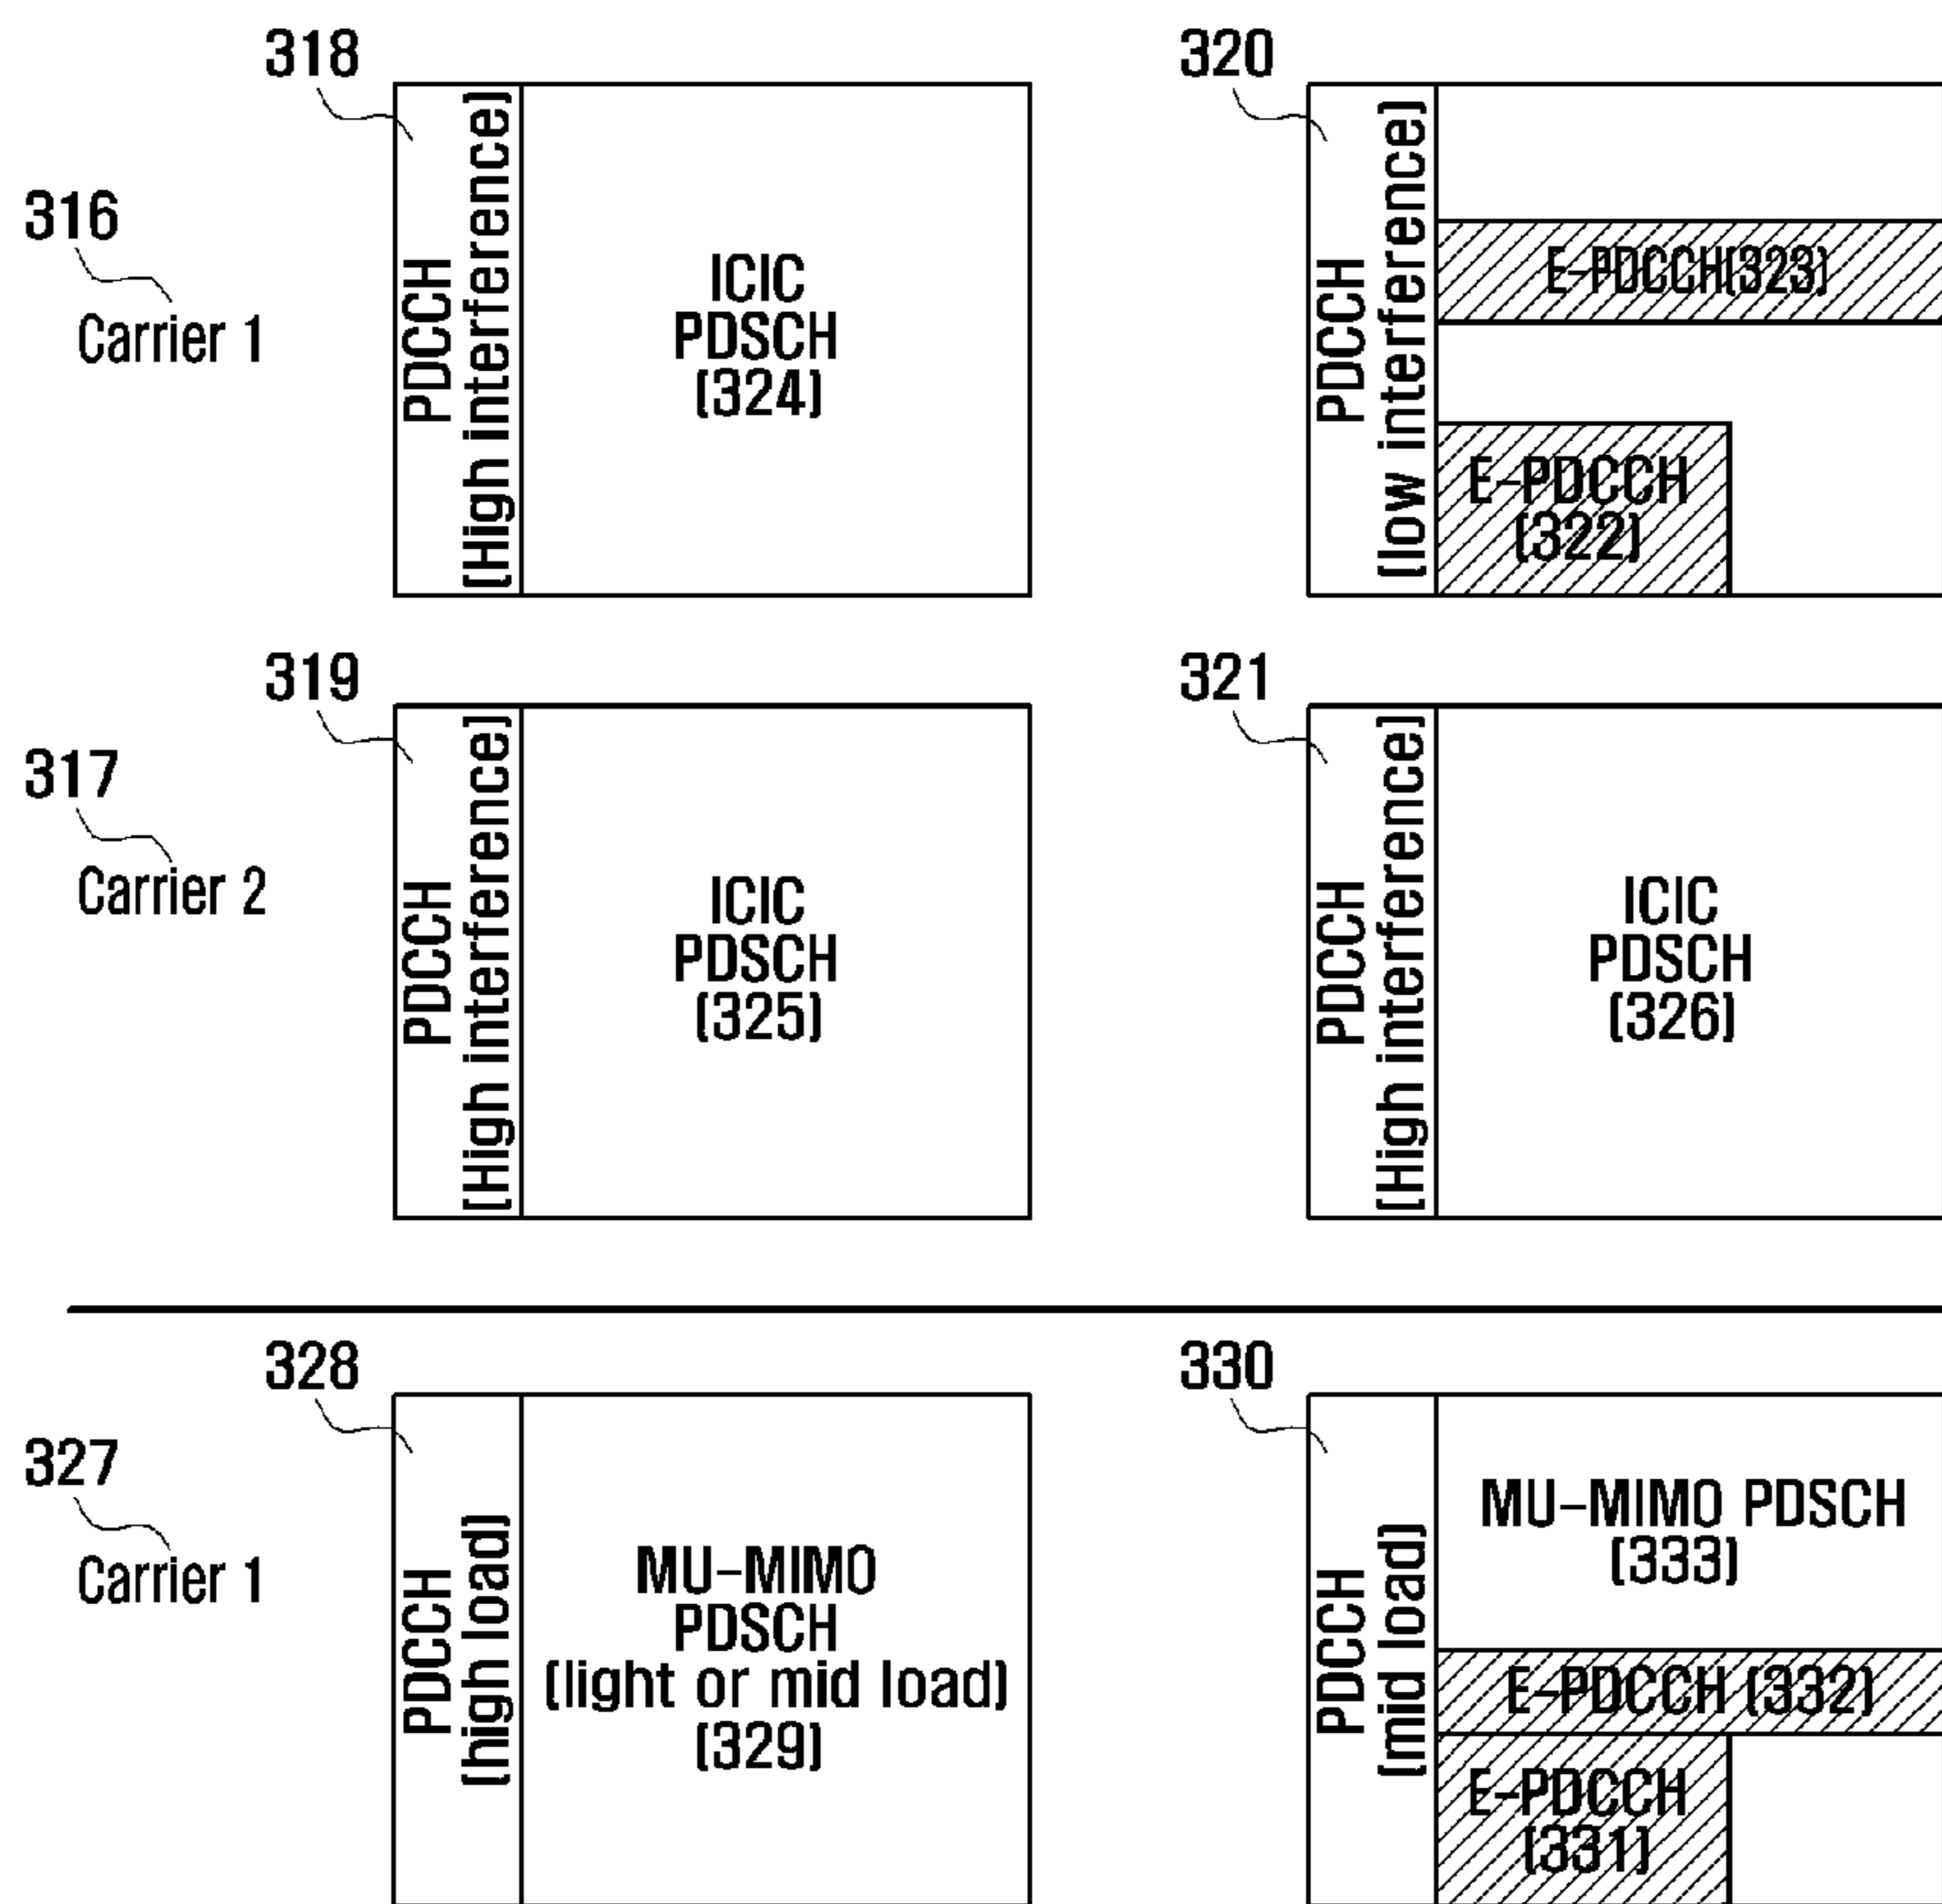 318
320
316
Carrier 1
PDCCH
(High interference)
ICIC
PDSCH
(324)
PDCCH
(low interference)
E-PDCCH(323)
E-PDCCH
(322)
319
321
317
Carrier 2
PDCCH
(High interference)
ICIC
PDSCH
(325)
PDCCH
(High interference)
ICIC
PDSCH
(326)
328
330
327
Carrier 1
PDCCH
(high load)
MU-MIMO
PDSCH
(light or mid load)
(329)
PDCCH
(mid load)
MU-MIMO PDSCH
(333)
E-PDCCH (332)
E-PDCCH
(331)